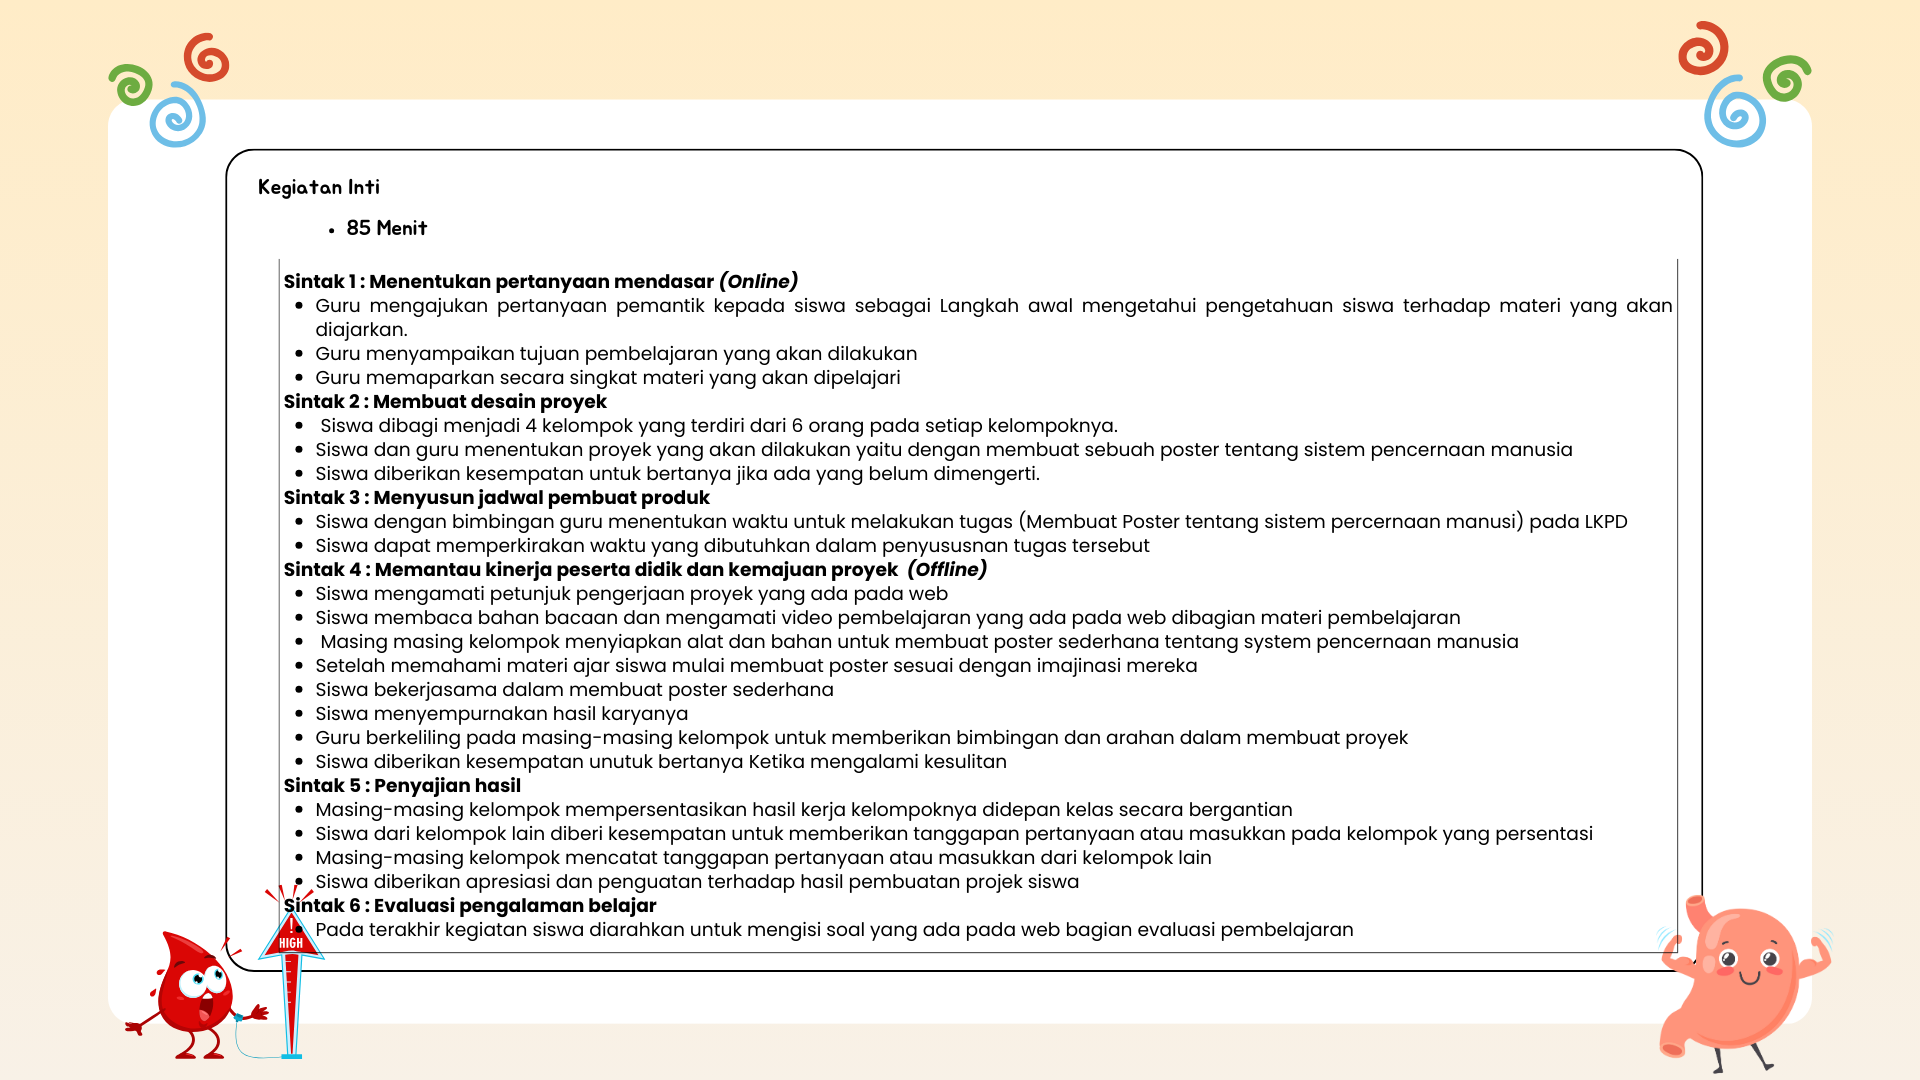 Kegiatan Inti
• 85 Menit
Sintak 1 : Menentukan pertanyaan mendasar (Online)
• Guru mengajukan pertanyaan pemantik kepada siswa sebagai Langkah awal mengetahui pengetahuan siswa terhadap materi yang akan
diajarkan.
• Guru menyampaikan tujuan pembelajaran yang akan dilakukan
• Guru memaparkan secara singkat materi yang akan dipelajari
Sintak 2 : Membuat desain proyek
• Siswa dibagi menjadi 4 kelompok yang terdiri dari 6 orang pada setiap kelompoknya.
• Siswa dan guru menentukan proyek yang akan dilakukan yaitu dengan membuat sebuah poster tentang sistem pencernaan manusia
• Siswa diberikan kesempatan untuk bertanya jika ada yang belum dimengerti.
Sintak 3 : Menyusun jadwal pembuat produk
• Siswa dengan bimbingan guru menentukan waktu untuk melakukan tugas (Membuat Poster tentang sistem percernaan manusi) pada LKPD
• Siswa dapat memperkirakan waktu yang dibutuhkan dalam penyususnan tugas tersebut
Sintak 4 : Memantau kinerja peserta didik dan kemajuan proyek (Offline)
• Siswa mengamati petunjuk pengerjaan proyek yang ada pada web
• Siswa membaca bahan bacaan dan mengamati video pembelajaran yang ada pada web dibagian materi pembelajaran
• Masing masing kelompok menyiapkan alat dan bahan untuk membuat poster sederhana tentang system pencernaan manusia
• Setelah memahami materi ajar siswa mulai membuat poster sesuai dengan imajinasi mereka
• Siswa bekerjasama dalam membuat poster sederhana
• Siswa menyempurnakan hasil karyanya
• Guru berkeliling pada masing-masing kelompok untuk memberikan bimbingan dan arahan dalam membuat proyek
• Siswa diberikan kesempatan unutuk bertanya Ketika mengalami kesulitan
Sintak 5 : Penyajian hasil
• Masing-masing kelompok mempersentasikan hasil kerja kelompoknya didepan kelas secara bergantian
• Siswa dari kelompok lain diberi kesempatan untuk memberikan tanggapan pertanyaan atau masukkan pada kelompok yang persentasi
• Masing-masing kelompok mencatat tanggapan pertanyaan atau masukkan dari kelompok lain
• Siswa diberikan apresiasi dan penguatan terhadap hasil pembuatan projek siswa
Sintak 6 : Evaluasi pengalaman belajar
• Pada terakhir kegiatan siswa diarahkan untuk mengisi soal yang ada pada web bagian evaluasi pembelajaran
!
HIGH